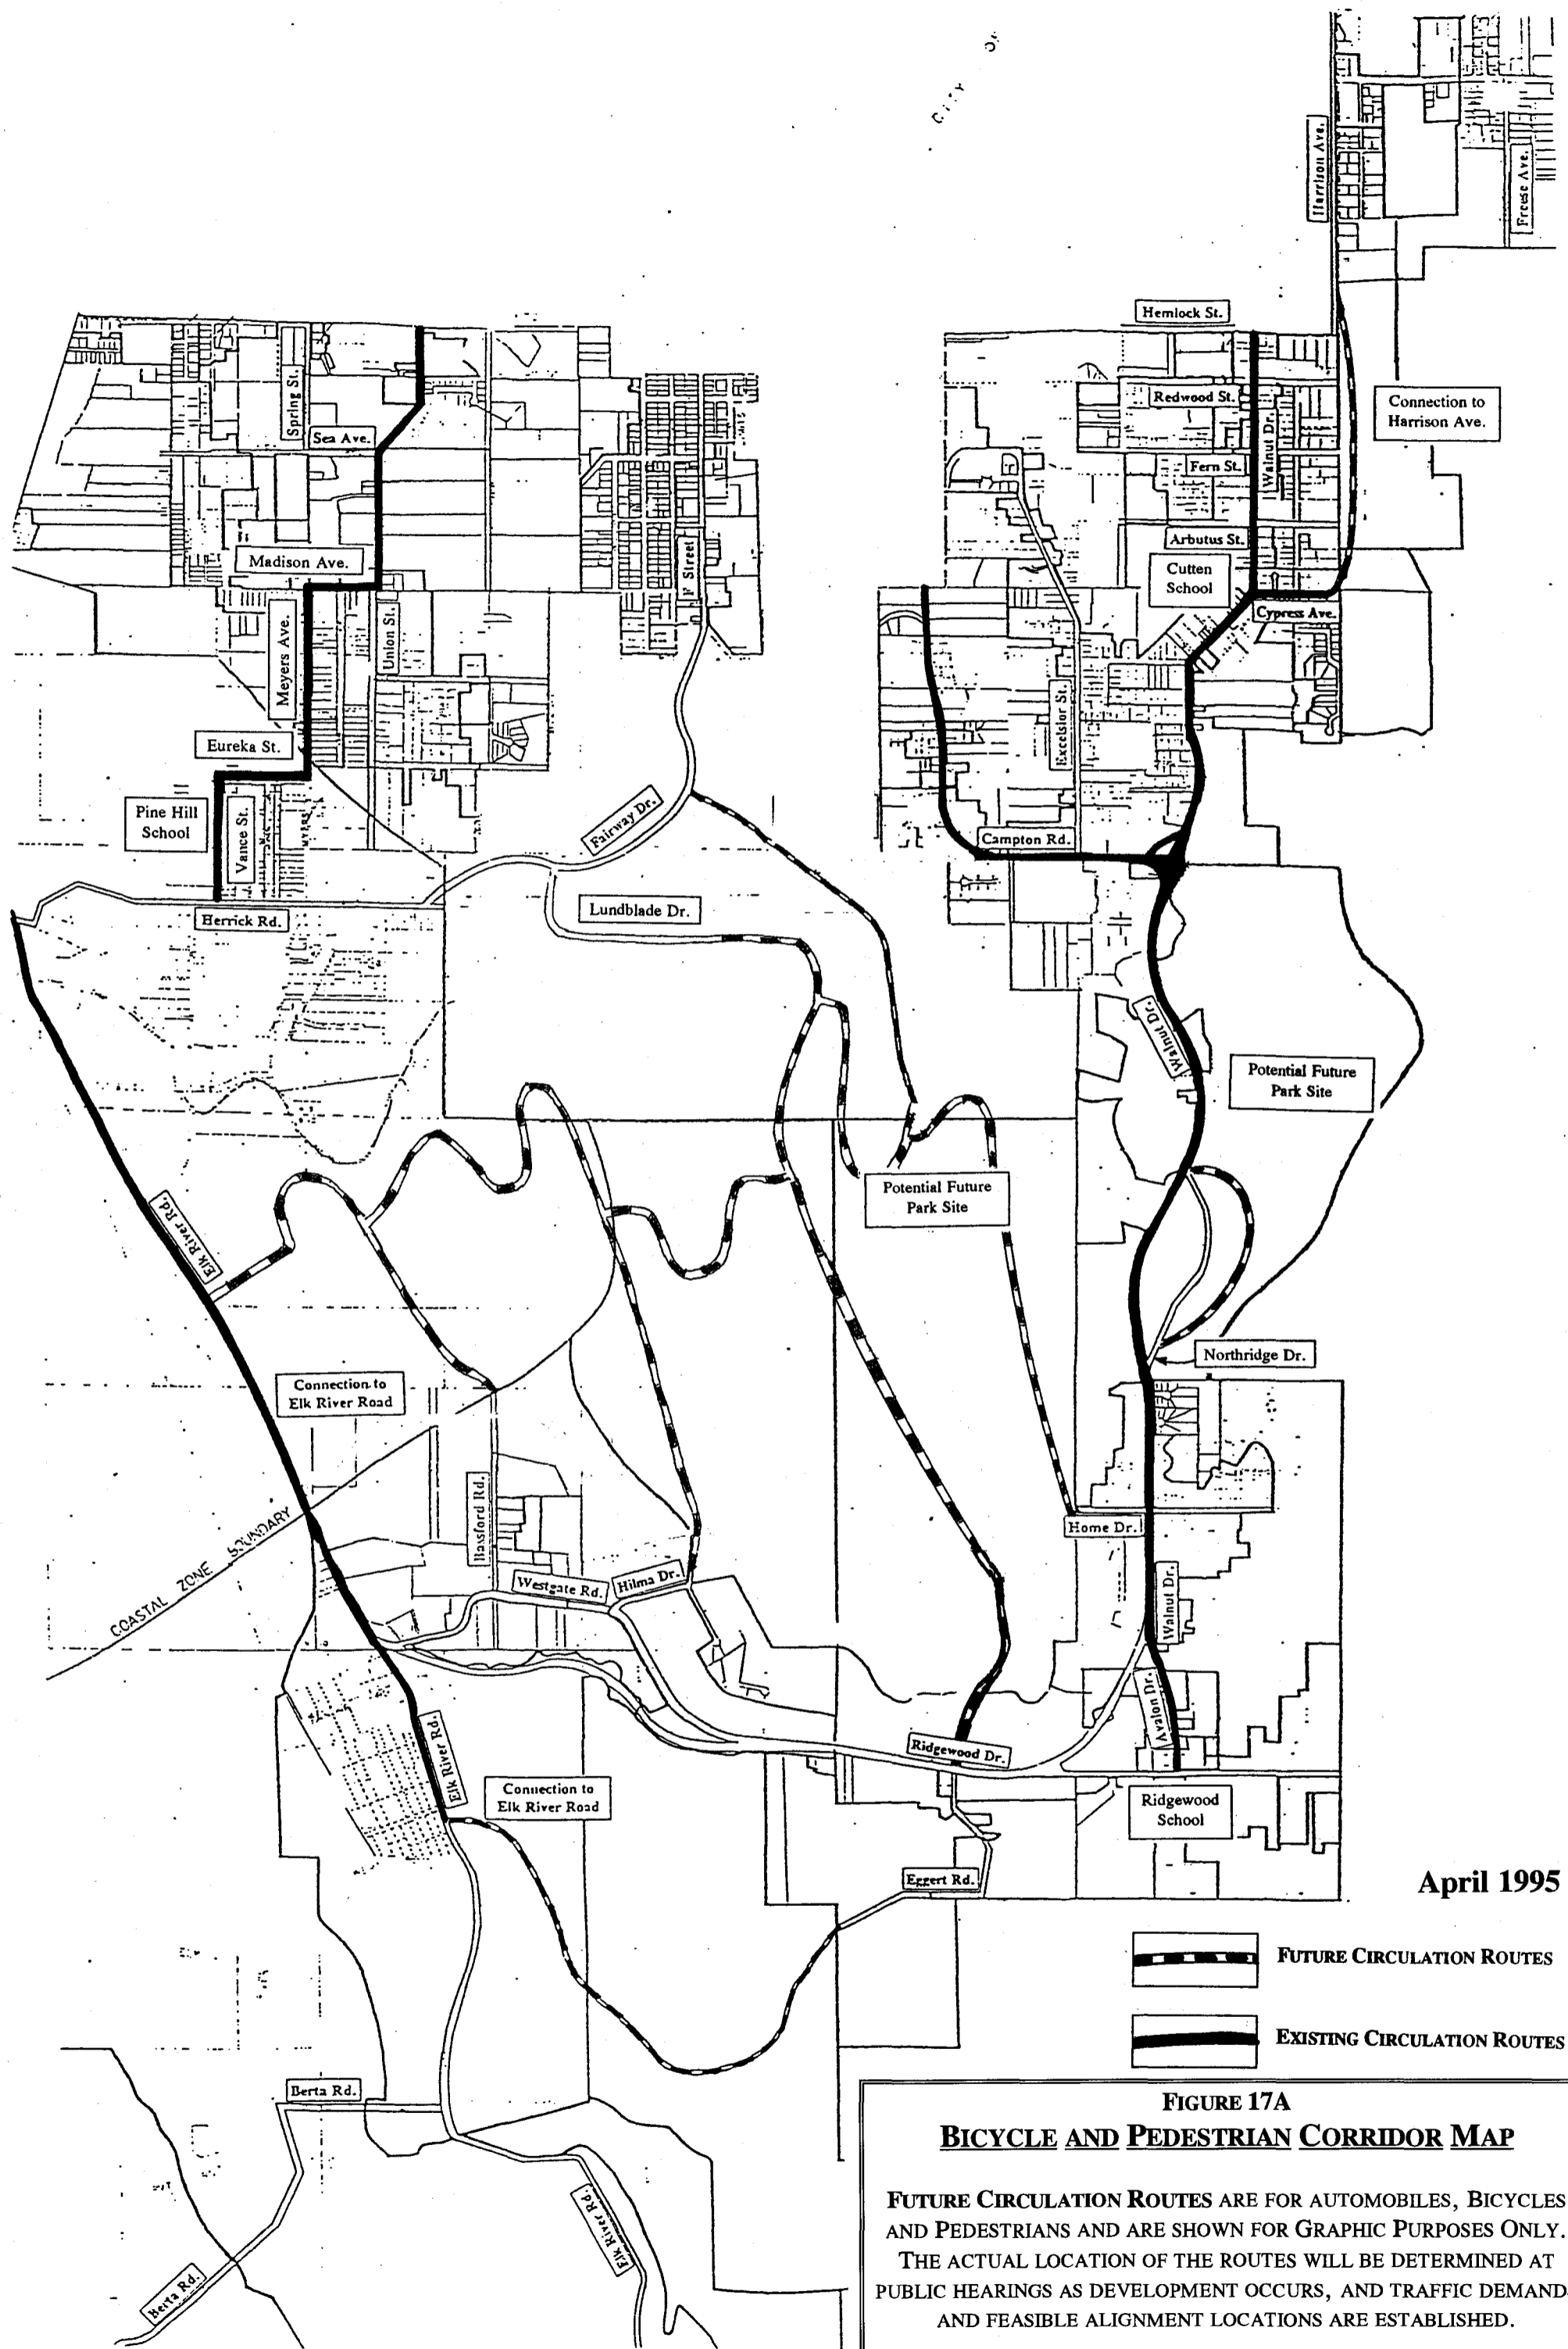 CITY OF
Harrison Ave.
Freese Ave.
Hemlock St.
Spring St.
Redwood St.
Connection to
Harrison Ave.
Sea Ave.
Walnut Dr.
Fern St.
Arbutus St.
Madison Ave.
F Street
Cutten
School
Cypress Ave.
Meyers Ave.
Union St.
Excelsior St.
Eureka St.
Pine Hill
School
Vance St.
Fairway Dr.
Campton Rd.
Herrick Rd.
Lundblade Dr.
Walnut Dr.
Potential Future
Park Site
Elk River Rd.
Potential Future
Park Site
Northridge Dr.
Connection to
Elk River Road
COASTAL ZONE BOUNDARY
Bassford Rd.
Home Dr.
Westgate Rd.
Hilma Dr.
Walnut Dr.
Avalon Dr.
Elk River Rd.
Ridgewood Dr.
Connection to
Elk River Road
Ridgewood
School
Eggert Rd.
April 1995
FUTURE CIRCULATION ROUTES
EXISTING CIRCULATION ROUTES
Berta Rd.
Elk River Rd.
Berta Rd.
FIGURE 17A
BICYCLE AND PEDESTRIAN CORRIDOR MAP
FUTURE CIRCULATION ROUTES ARE FOR AUTOMOBILES, BICYCLES
AND PEDESTRIANS AND ARE SHOWN FOR GRAPHIC PURPOSES ONLY.
THE ACTUAL LOCATION OF THE ROUTES WILL BE DETERMINED AT
PUBLIC HEARINGS AS DEVELOPMENT OCCURS, AND TRAFFIC DEMAND
AND FEASIBLE ALIGNMENT LOCATIONS ARE ESTABLISHED.